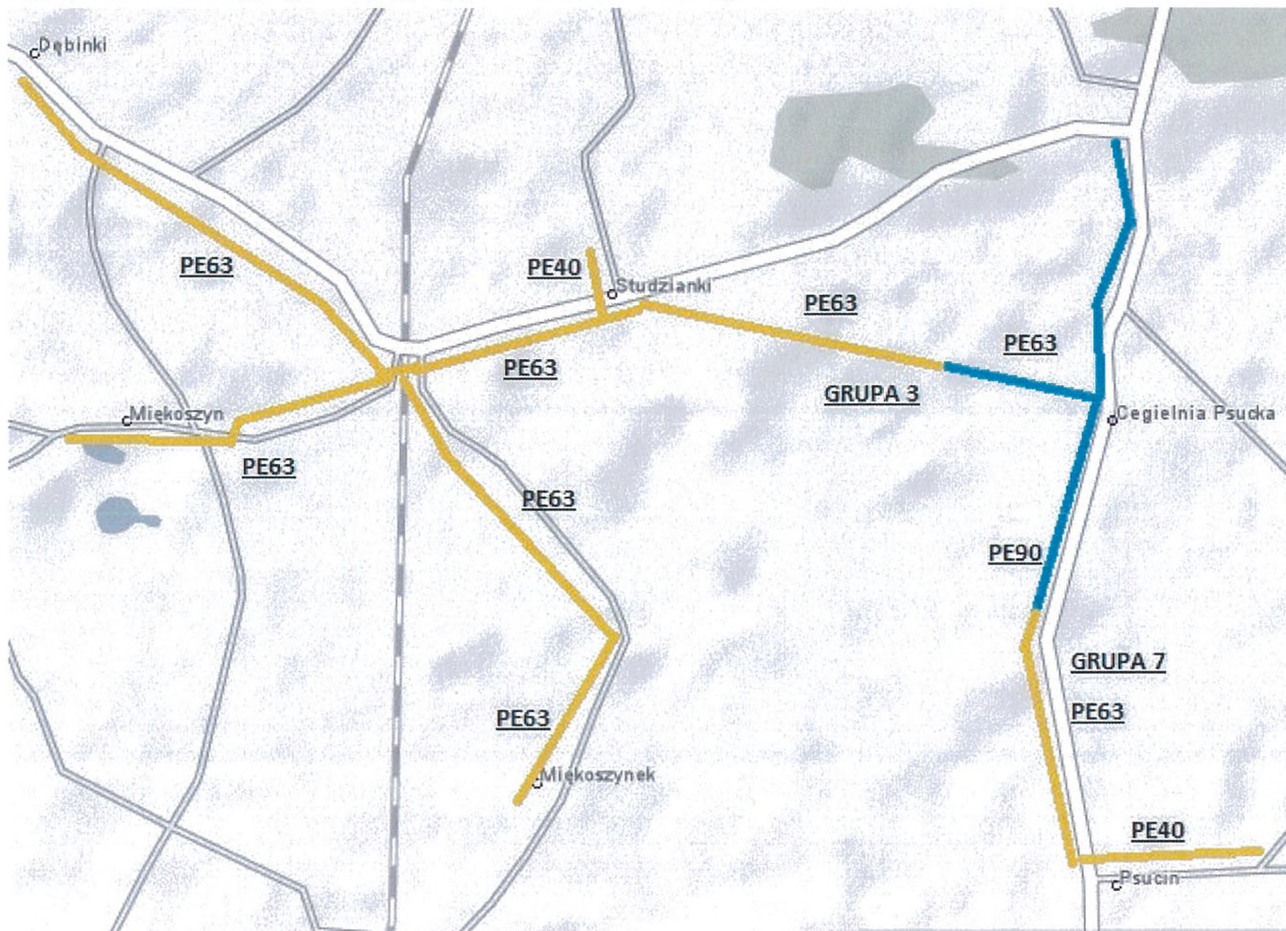 Dębinki
PE63
PE40
Studzianki
PE63
PE63
PE63
GRUPA 3
Miękoszyn
Cegielnia Psucka
PE63
PE63
PE90
GRUPA 7
PE63
PE63
Miękoszynek
PE40
Psucin